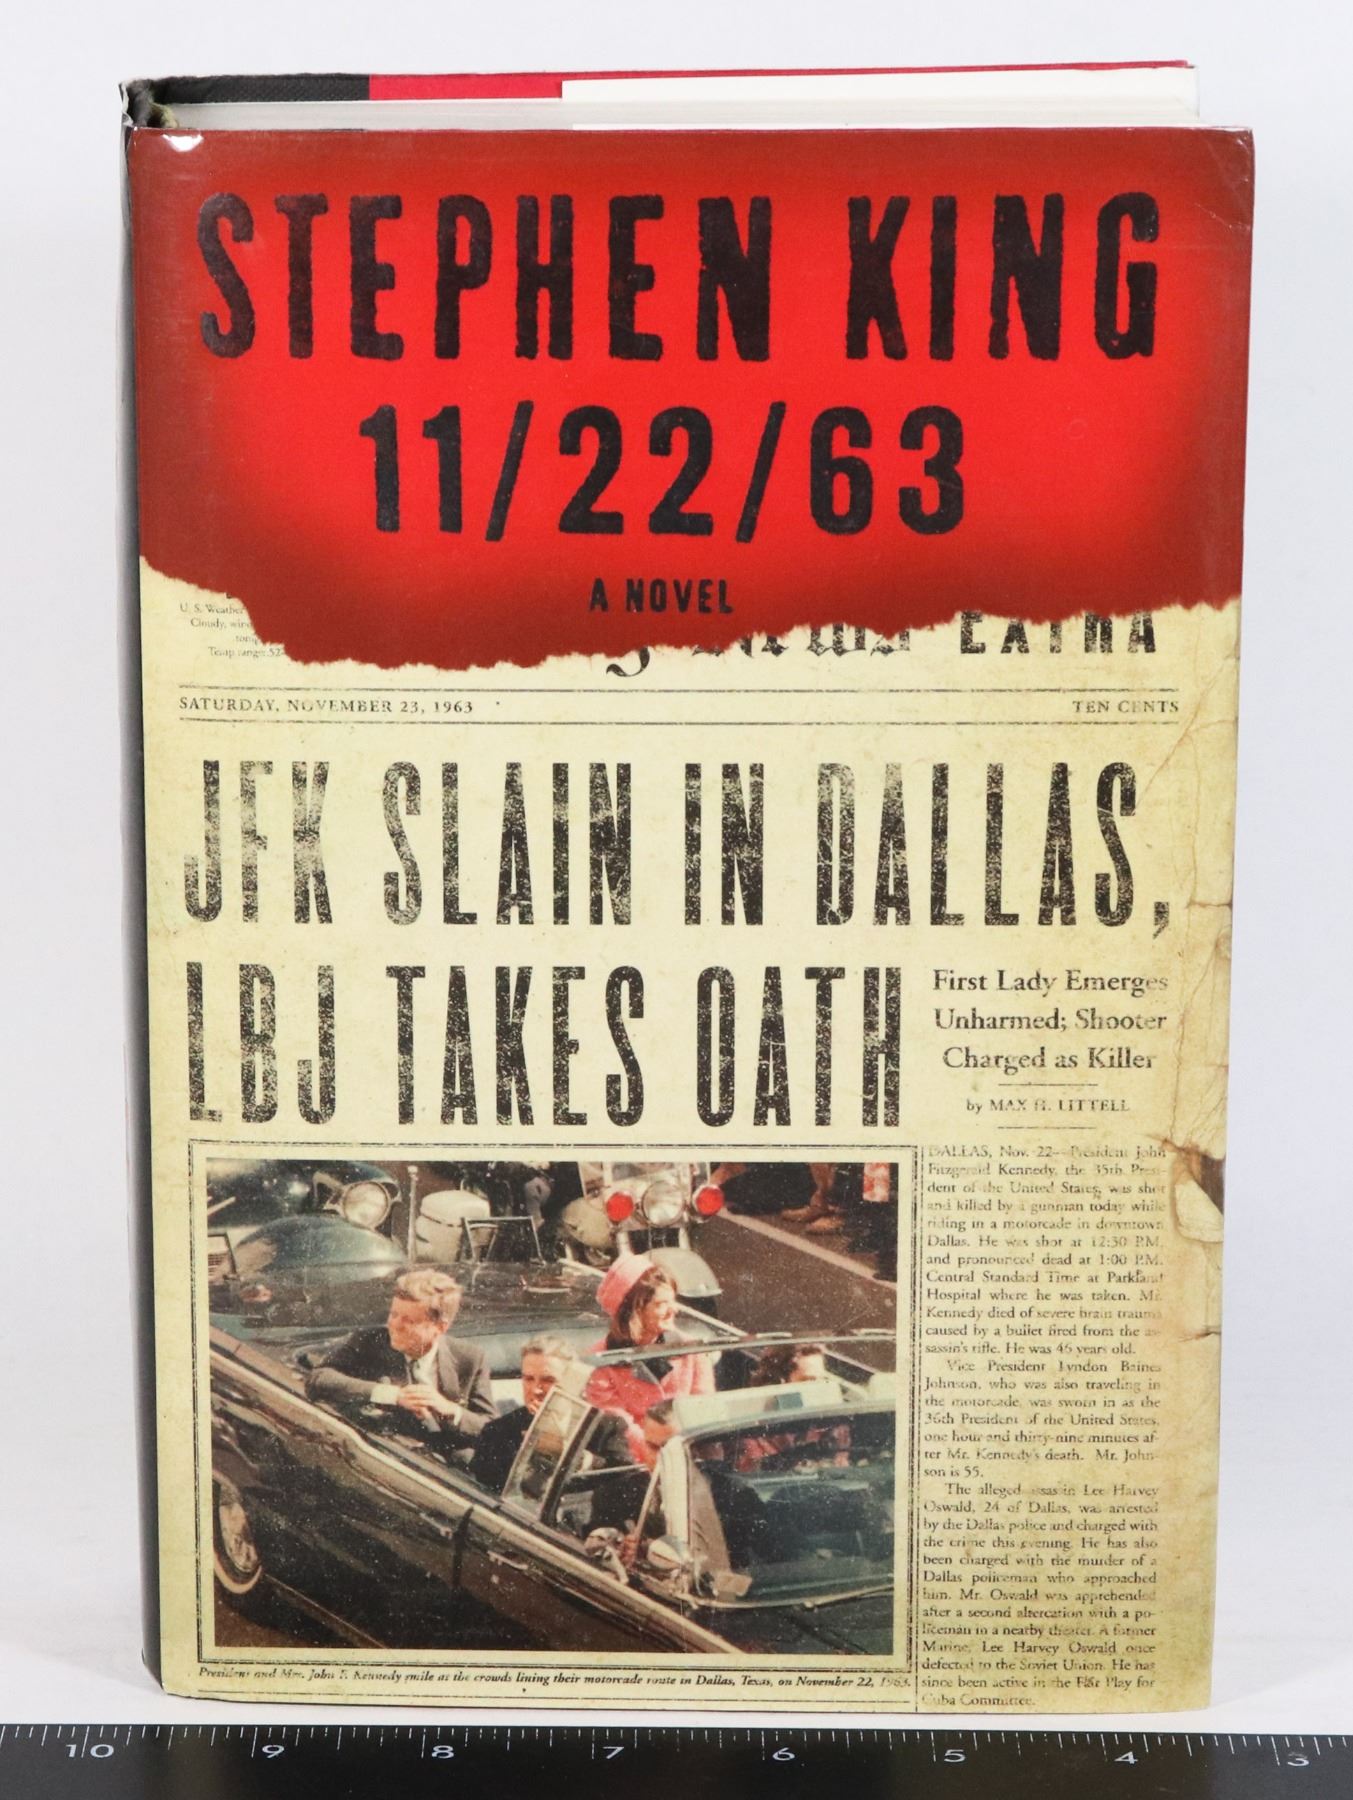 STEPHEN KING
11/22/63
A NOVEL
U. S. Weather
Cloudy, wind
Temp range: 52-
EXTRA
SATURDAY, NOVEMBER 23, 1963
TEN CENTS
JFK SLAIN IN DALLAS,
LBJ TAKES OATH
First Lady Emerges
Unharmed; Shooter
Charged as Killer
by MAX H. LITTELL
DALLAS, Nov. 22—President John
Fitzgerald Kennedy, the 35th Presi-
dent of the United States, was shot
and killed by a gunman today while
riding in a motorcade in downtown
Dallas. He was shot at 12:30 P.M.
and pronounced dead at 1:00 P.M.
Central Standard Time at Parkland
Hospital where he was taken. Mr.
Kennedy died of severe brain trauma
caused by a bullet fired from the as-
sassin's rifle. He was 46 years old.
Vice President Lyndon Baines
Johnson, who was also traveling in
the motorcade, was sworn in as the
36th President of the United States,
one hour and thirty-nine minutes af-
ter Mr. Kennedy's death. Mr. John-
son is 55.
The alleged assassin Lee Harvey
Oswald, 24 of Dallas, was arrested
by the Dallas police and charged with
the crime this evening. He has also
been charged with the murder of a
Dallas policeman who approached
him. Mr. Oswald was apprehended
after a second altercation with a po-
liceman in a nearby theater. A former
Marine, Lee Harvey Oswald once
defected to the Soviet Union. He has
since been active in the Fair Play for
Cuba Committee.
President and Mrs. John F. Kennedy smile at the crowds lining their motorcade route in Dallas, Texas, on November 22, 1963.
10 9 8 7 6 5 4 3